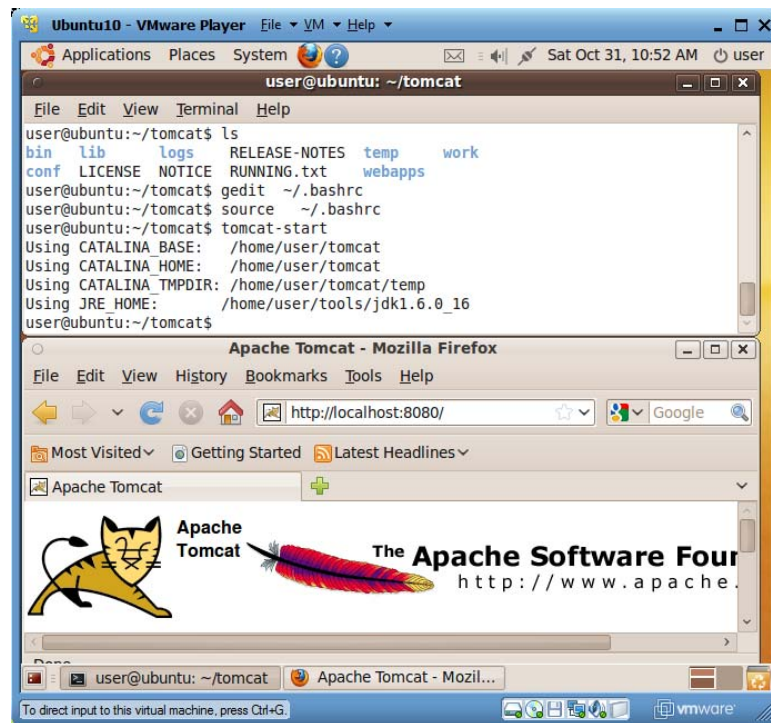 Ubuntu10 - VMware Player File VM Help
Applications Places System Sat Oct 31, 10:52 AM user
user@ubuntu: ~/tomcat
File Edit View Terminal Help
user@ubuntu:~/tomcat$ ls
bin lib logs RELEASE-NOTES temp work
conf LICENSE NOTICE RUNNING.txt webapps
user@ubuntu:~/tomcat$ gedit ~/.bashrc
user@ubuntu:~/tomcat$ source ~/.bashrc
user@ubuntu:~/tomcat$ tomcat-start
Using CATALINA_BASE: /home/user/tomcat
Using CATALINA_HOME: /home/user/tomcat
Using CATALINA_TMPDIR: /home/user/tomcat/temp
Using JRE_HOME: /home/user/tools/jdk1.6.0_16
user@ubuntu:~/tomcat$
Apache Tomcat - Mozilla Firefox
File Edit View History Bookmarks Tools Help
http://localhost:8080/ Google
Most Visited Getting Started Latest Headlines
Apache Tomcat
Apache
Tomcat
The Apache Software Four
http://www.apache.
Done
user@ubuntu: ~/tomcat Apache Tomcat - Mozil...
To direct input to this virtual machine, press Ctrl+G. vmware